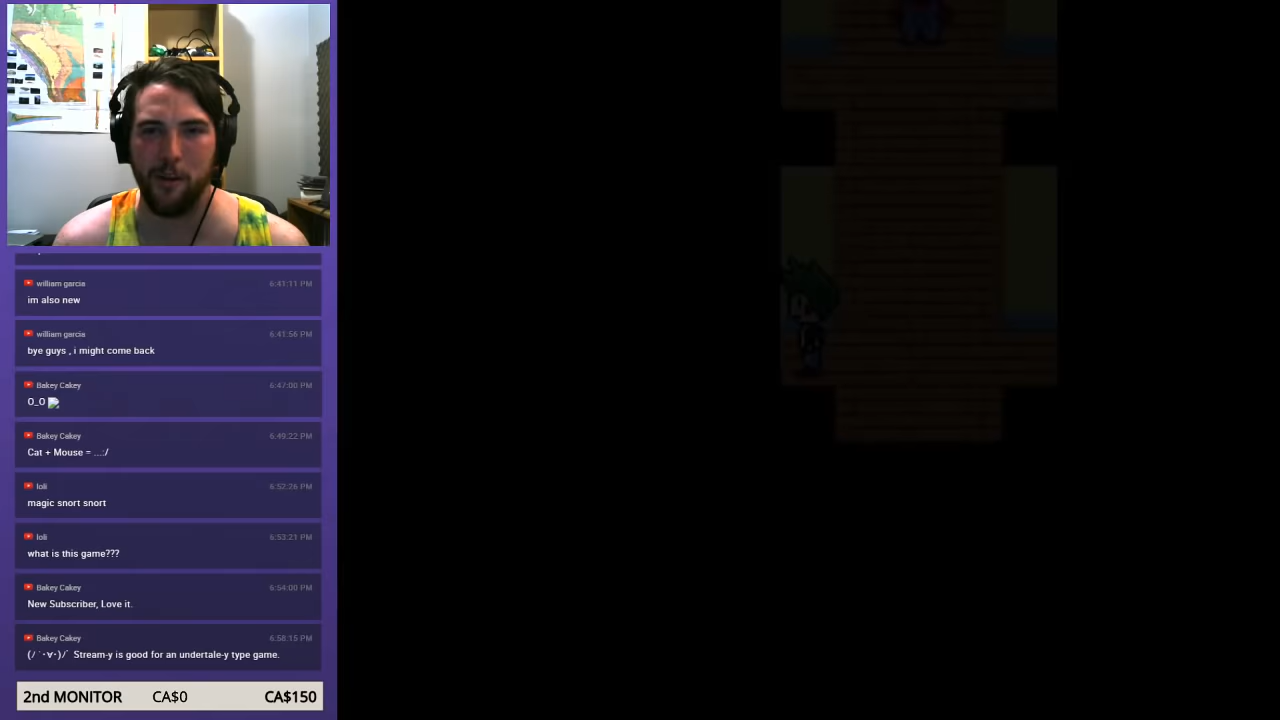 william garcia 6:41:11 PM
im also new
william garcia 6:41:56 PM
bye guys , i might come back
Bakey Cakey 6:47:00 PM
O_O
Bakey Cakey 6:49:22 PM
Cat + Mouse = ...:/
loli 6:52:26 PM
magic snort snort
loli 6:53:21 PM
what is this game???
Bakey Cakey 6:54:00 PM
New Subscriber, Love it.
Bakey Cakey 6:58:15 PM
(ﾉ´･∀･)ﾉﾞ Stream-y is good for an undertale-y type game.
2nd MONITOR CA$0 CA$150